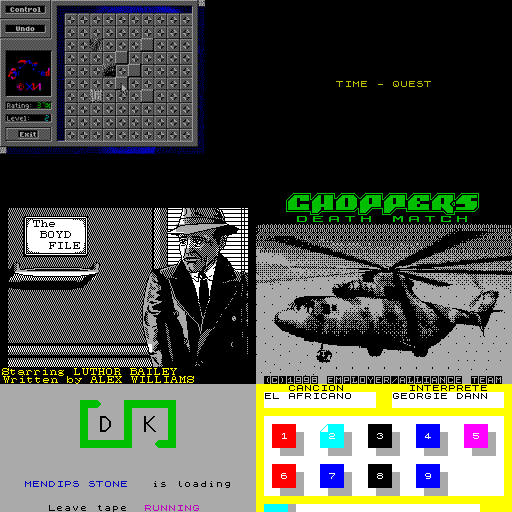 Control
Undo
Rating:
Level: 2
Exit
TIME - QUEST
The
BOYD
FILE
Starring LUTHOR BAILEY
Written by ALEX WILLIAMS
CHOPPERS
DEATH MATCH
(C)1998 EMPLOYER/ALLIANCE TEAM
D K
MENDIPS STONE is loading
Leave tape RUNNING
CANCION INTERPRETE
EL AFRICANO GEORGIE DANN
1 2 3 4 5
6 7 8 9